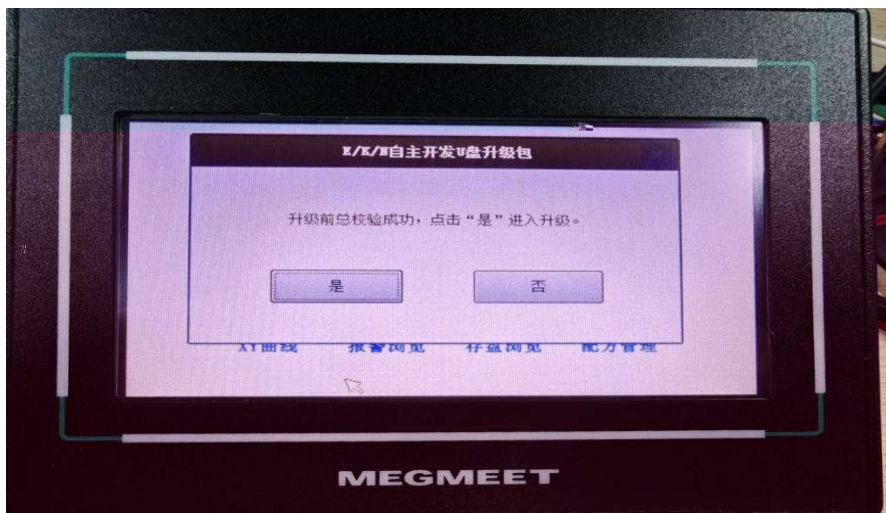 E/K/N自主开发U盘升级包
升级前总校验成功，点击“是”进入升级。
是 否
XY曲线 报警浏览 存盘浏览 配方管理
MEGMEET